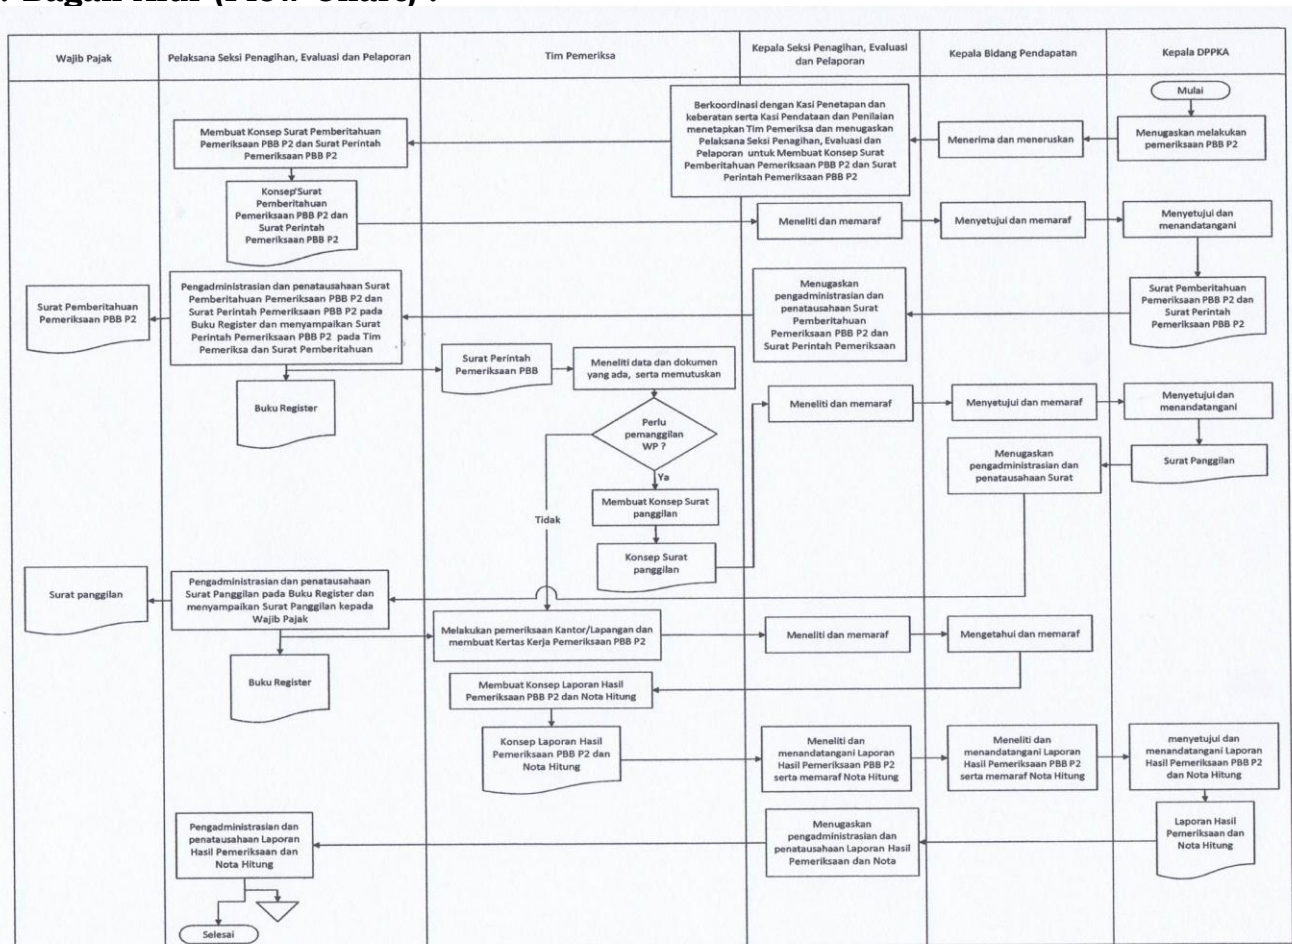 Bagan Alur (Flow Chart) :
Wajib Pajak
Pelaksana Seksi Penagihan, Evaluasi dan Pelaporan
Tim Pemeriksa
Kepala Seksi Penagihan, Evaluasi
dan Pelaporan
Kepala Bidang Pendapatan
Kepala DPPKA
Mulai
Menugaskan melakukan
pemeriksaan PBB P2
Menerima dan meneruskan
Berkoordinasi dengan Kasi Penetapan dan
keberatan serta Kasi Pendataan dan Penilaian
menetapkan Tim Pemeriksa dan menugaskan
Pelaksana Seksi Penagihan, Evaluasi dan
Pelaporan untuk Membuat Konsep Surat
Pemberitahuan Pemeriksaan PBB P2 dan Surat
Perintah Pemeriksaan PBB P2
Membuat Konsep Surat Pemberitahuan
Pemeriksaan PBB P2 dan Surat Perintah
Pemeriksaan PBB P2
Konsep Surat
Pemberitahuan
Pemeriksaan PBB P2 dan
Surat Perintah
Pemeriksaan PBB P2
Meneliti dan memaraf
Menyetujui dan memaraf
Menyetujui dan
menandatangani
Surat Pemberitahuan
Pemeriksaan PBB P2 dan
Surat Perintah
Pemeriksaan PBB P2
Menugaskan
pengadministrasian dan
penatausahaan Surat
Pemberitahuan
Pemeriksaan PBB P2 dan
Surat Perintah Pemeriksaan
Pengadministrasian dan penatausahaan Surat
Pemberitahuan Pemeriksaan PBB P2 dan
Surat Perintah Pemeriksaan PBB P2 pada
Buku Register dan menyampaikan Surat
Perintah Pemeriksaan PBB P2 pada Tim
Pemeriksa dan Surat Pemberitahuan
Surat Pemberitahuan
Pemeriksaan PBB P2
Buku Register
Surat Perintah
Pemeriksaan PBB
Meneliti data dan dokumen
yang ada, serta memutuskan
Perlu
pemanggilan
WP ?
Ya
Tidak
Membuat Konsep Surat
panggilan
Konsep Surat
panggilan
Meneliti dan memaraf
Menyetujui dan memaraf
Menyetujui dan
menandatangani
Surat Panggilan
Menugaskan
pengadministrasian dan
penatausahaan Surat
Pengadministrasian dan penatausahaan
Surat Panggilan pada Buku Register dan
menyampaikan Surat Panggilan kepada
Wajib Pajak
Surat panggilan
Buku Register
Melakukan pemeriksaan Kantor/Lapangan dan
membuat Kertas Kerja Pemeriksaan PBB P2
Meneliti dan memaraf
Mengetahui dan memaraf
Membuat Konsep Laporan Hasil
Pemeriksaan PBB P2 dan Nota Hitung
Konsep Laporan Hasil
Pemeriksaan PBB P2 dan
Nota Hitung
Meneliti dan
menandatangani Laporan
Hasil Pemeriksaan PBB P2
serta memaraf Nota Hitung
Meneliti dan
menandatangani Laporan
Hasil Pemeriksaan PBB P2
serta memaraf Nota Hitung
menyetujui dan
menandatangani Laporan
Hasil Pemeriksaan PBB P2
dan Nota Hitung
Laporan Hasil
Pemeriksaan dan
Nota Hitung
Menugaskan
pengadministrasian dan
penatausahaan Laporan Hasil
Pemeriksaan dan Nota
Pengadministrasian dan
penatausahaan Laporan
Hasil Pemeriksaan dan
Nota Hitung
Selesai